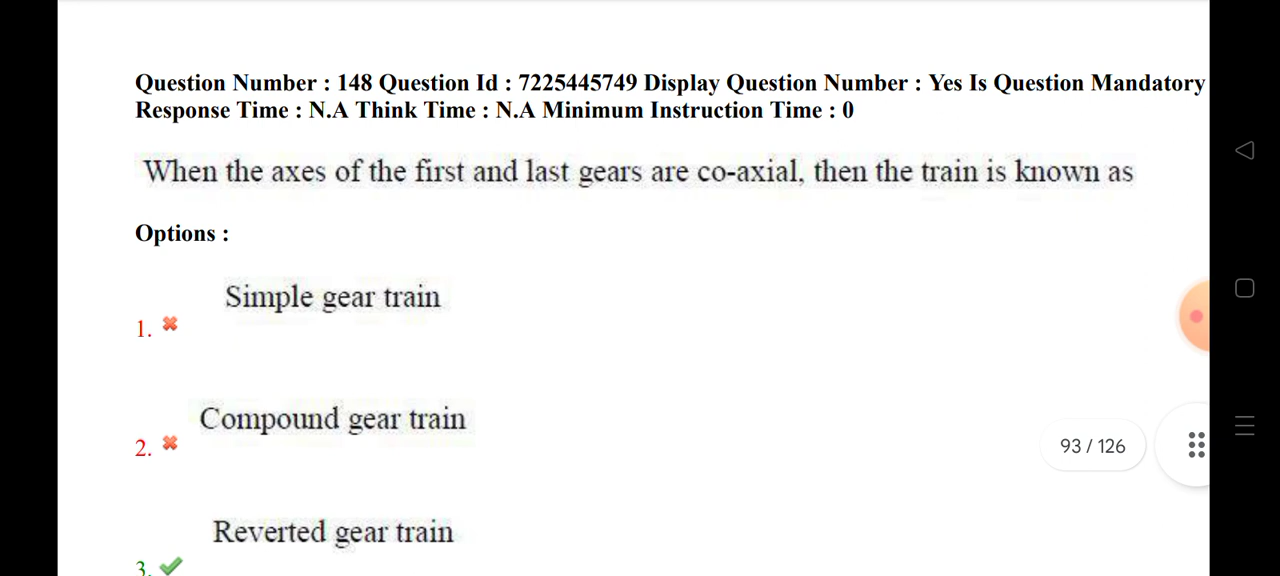 Question Number : 148 Question Id : 7225445749 Display Question Number : Yes Is Question Mandatory
Response Time : N.A Think Time : N.A Minimum Instruction Time : 0
When the axes of the first and last gears are co-axial, then the train is known as
Options :
Simple gear train
1.
Compound gear train
2.
93 / 126
Reverted gear train
3.